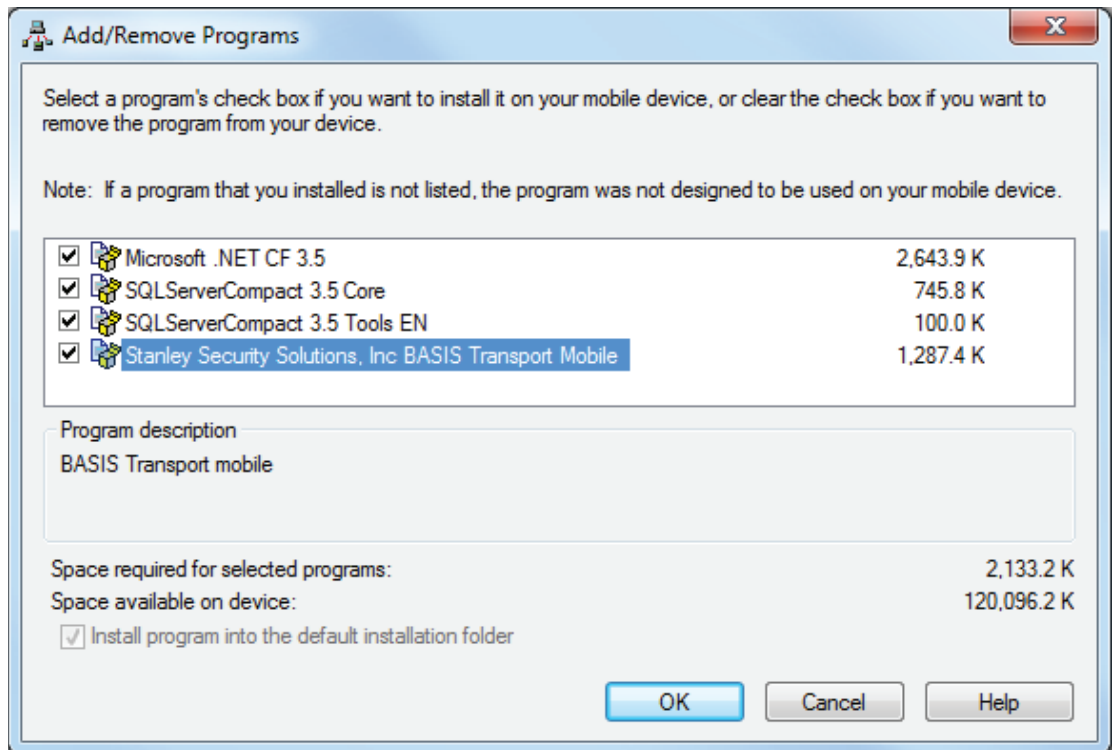 Add/Remove Programs
Select a program's check box if you want to install it on your mobile device, or clear the check box if you want to
remove the program from your device.
Note: If a program that you installed is not listed, the program was not designed to be used on your mobile device.
Microsoft .NET CF 3.5 2,643.9 K
SQLServerCompact 3.5 Core 745.8 K
SQLServerCompact 3.5 Tools EN 100.0 K
Stanley Security Solutions, Inc BASIS Transport Mobile 1,287.4 K
Program description
BASIS Transport mobile
Space required for selected programs: 2,133.2 K
Space available on device: 120,096.2 K
Install program into the default installation folder
OK Cancel Help